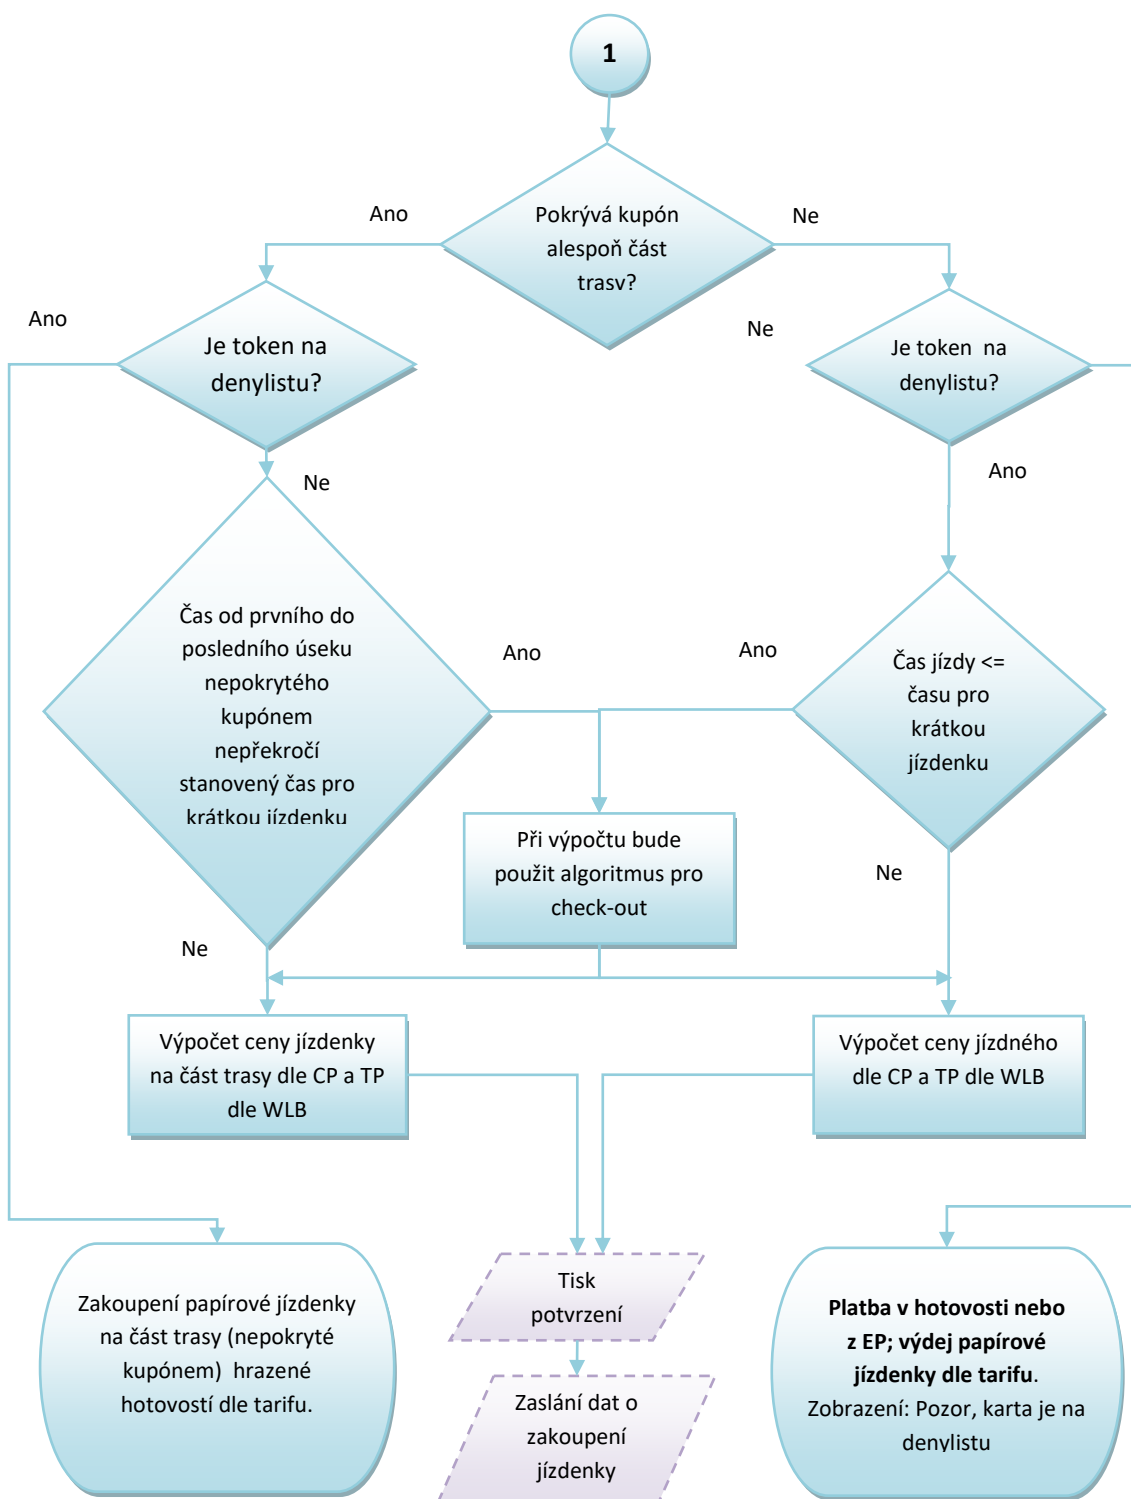 1
Pokrývá kupón
alespoň část
trasv?
Ano
Ne
Ano
Je token na
denylistu?
Ne
Je token  na
denylistu?
Ne
Ano
Čas od prvního do
posledního úseku
nepokrytého
kupónem
nepřekročí
stanovený čas pro
krátkou jízdenku
Ano
Ano
Čas jízdy <=
času pro
krátkou
jízdenku
Při výpočtu bude
použit algoritmus pro
check-out
Ne
Ne
Výpočet ceny jízdenky
na část trasy dle CP a TP
dle WLB
Výpočet ceny jízdného
dle CP a TP dle WLB
Zakoupení papírové jízdenky
na část trasy (nepokryté
kupónem)  hrazené
hotovostí dle tarifu.
Tisk
potvrzení
Zaslání dat o
zakoupení
jízdenky
Platba v hotovosti nebo
z EP; výdej papírové
jízdenky dle tarifu.
Zobrazení: Pozor, karta je na
denylistu